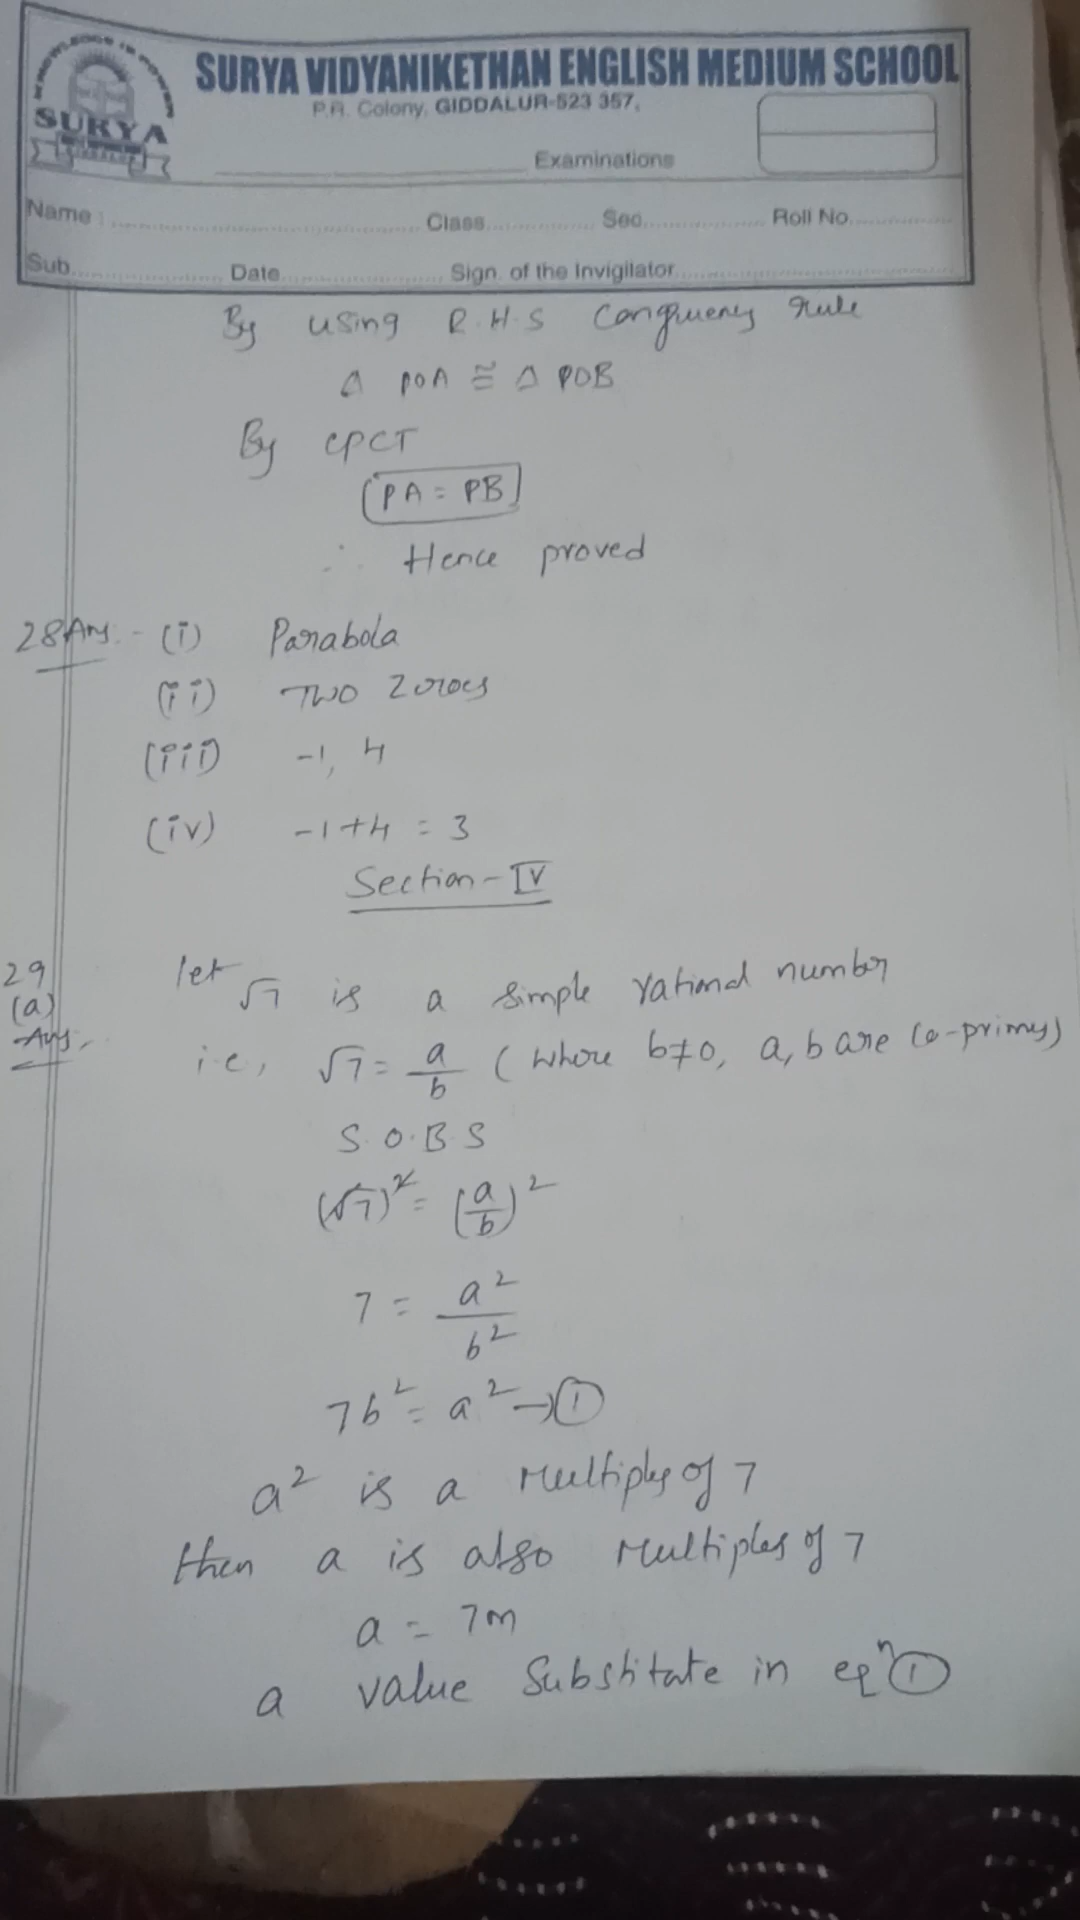 KNOWLEDGE IS POWER
SURYA
SURYA VIDYANIKETHAN ENGLISH MEDIUM SCHOOL
P.R. Colony, GIDDALUR-523 357,
Examinations
Name : Class Sec. Roll No.
Sub. Date Sign. of the Invigilator
By using R.H.S Congruency rule
△ POA ≅ △ POB
By CPCT
PA = PB
∴ Hence proved
28 Ans. - (i) Parabola
(ii) Two Zeroes
(iii) -1, 4
(iv) -1+4 = 3
Section - IV
29 (a) Ans. let √7 is a simple rational number
i.e, √7 = a/b (where b≠0, a, b are co-primes)
S.O.B.S
(√7)² = (a/b)²
7 = a²/b²
7b² = a² → ①
a² is a multiples of 7
then a is also multiples of 7
a = 7m
a value Substitate in eqⁿ ①